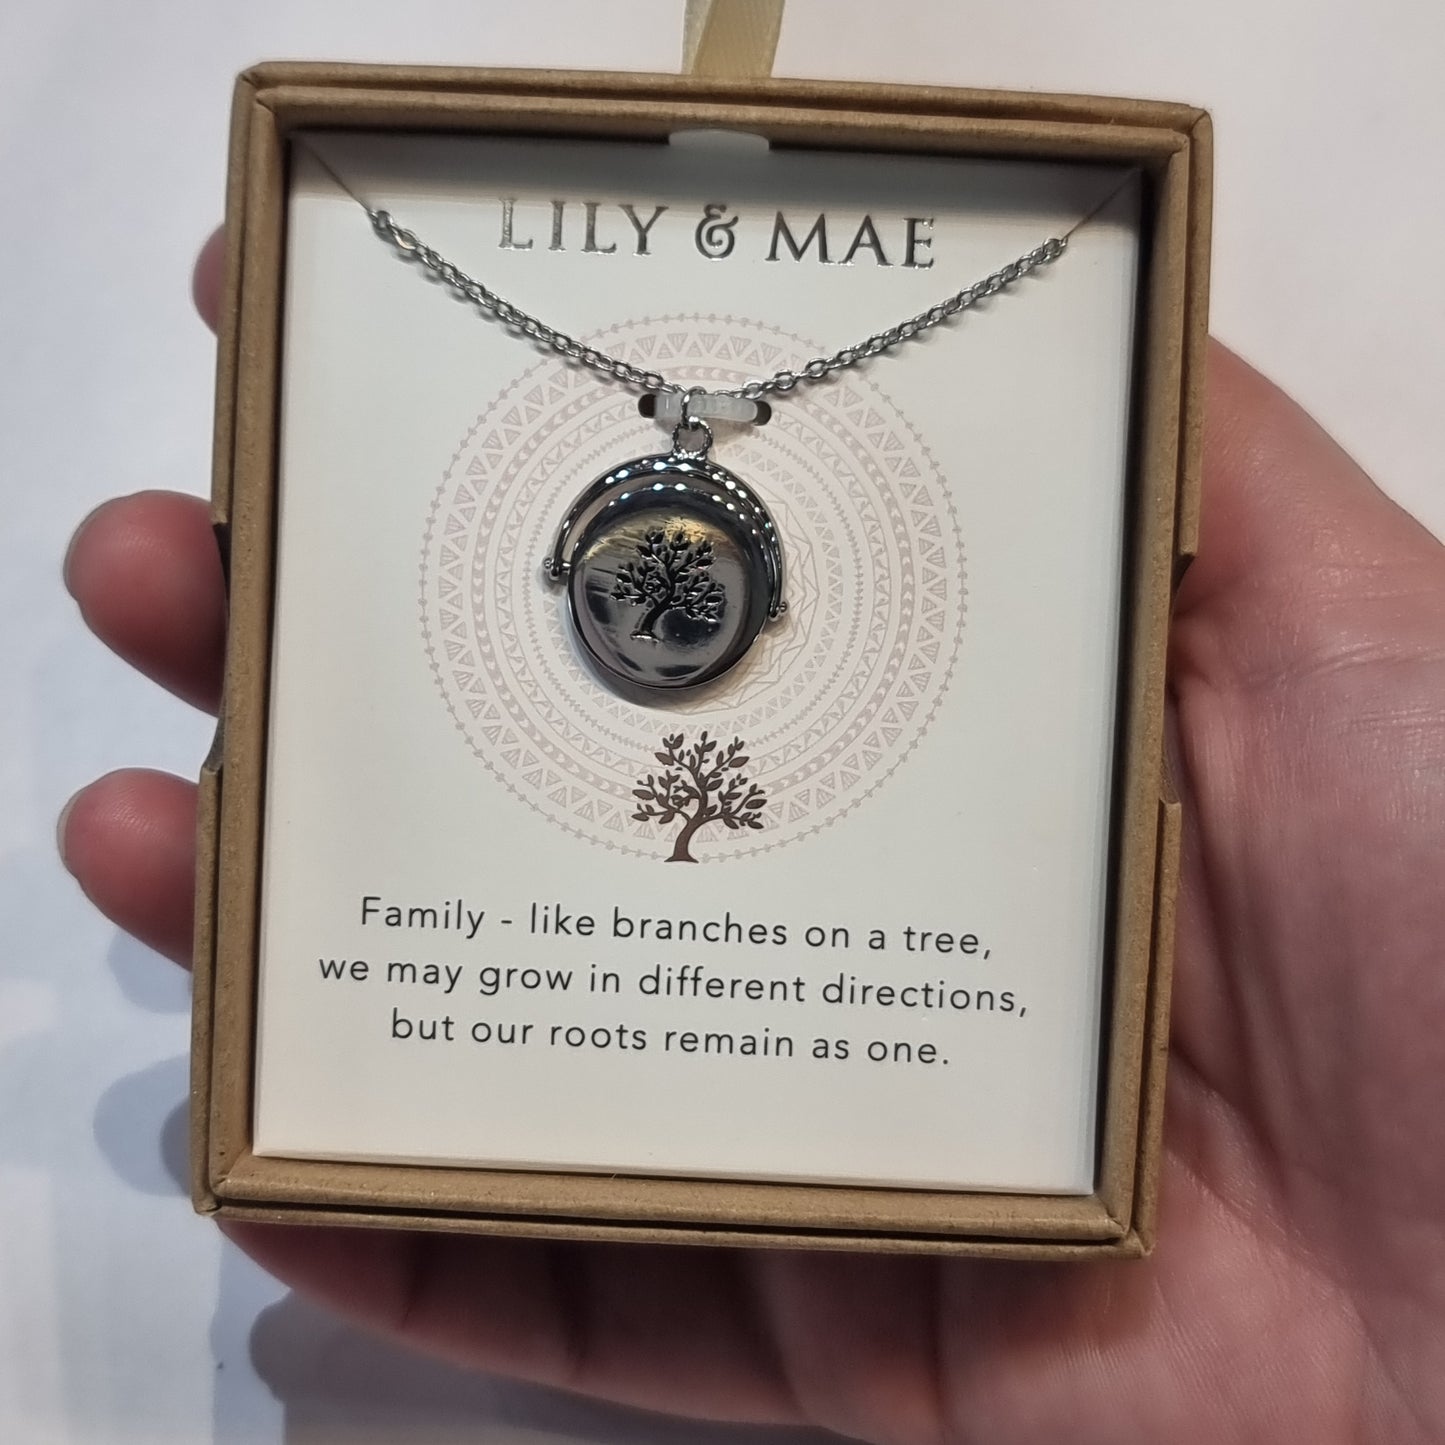 LILY & MAE
Family - like branches on a tree,
we may grow in different directions,
but our roots remain as one.